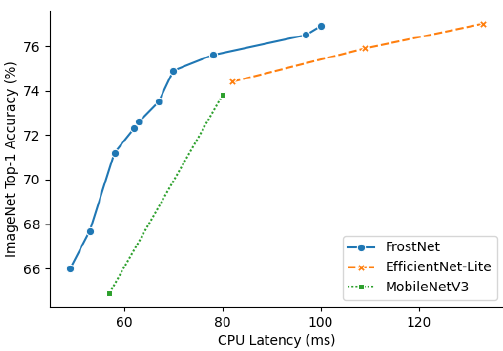 ImageNet Top-1 Accuracy (%)
76
74
72
70
68
66
60
80
100
120
CPU Latency (ms)
FrostNet
EfficientNet-Lite
MobileNetV3